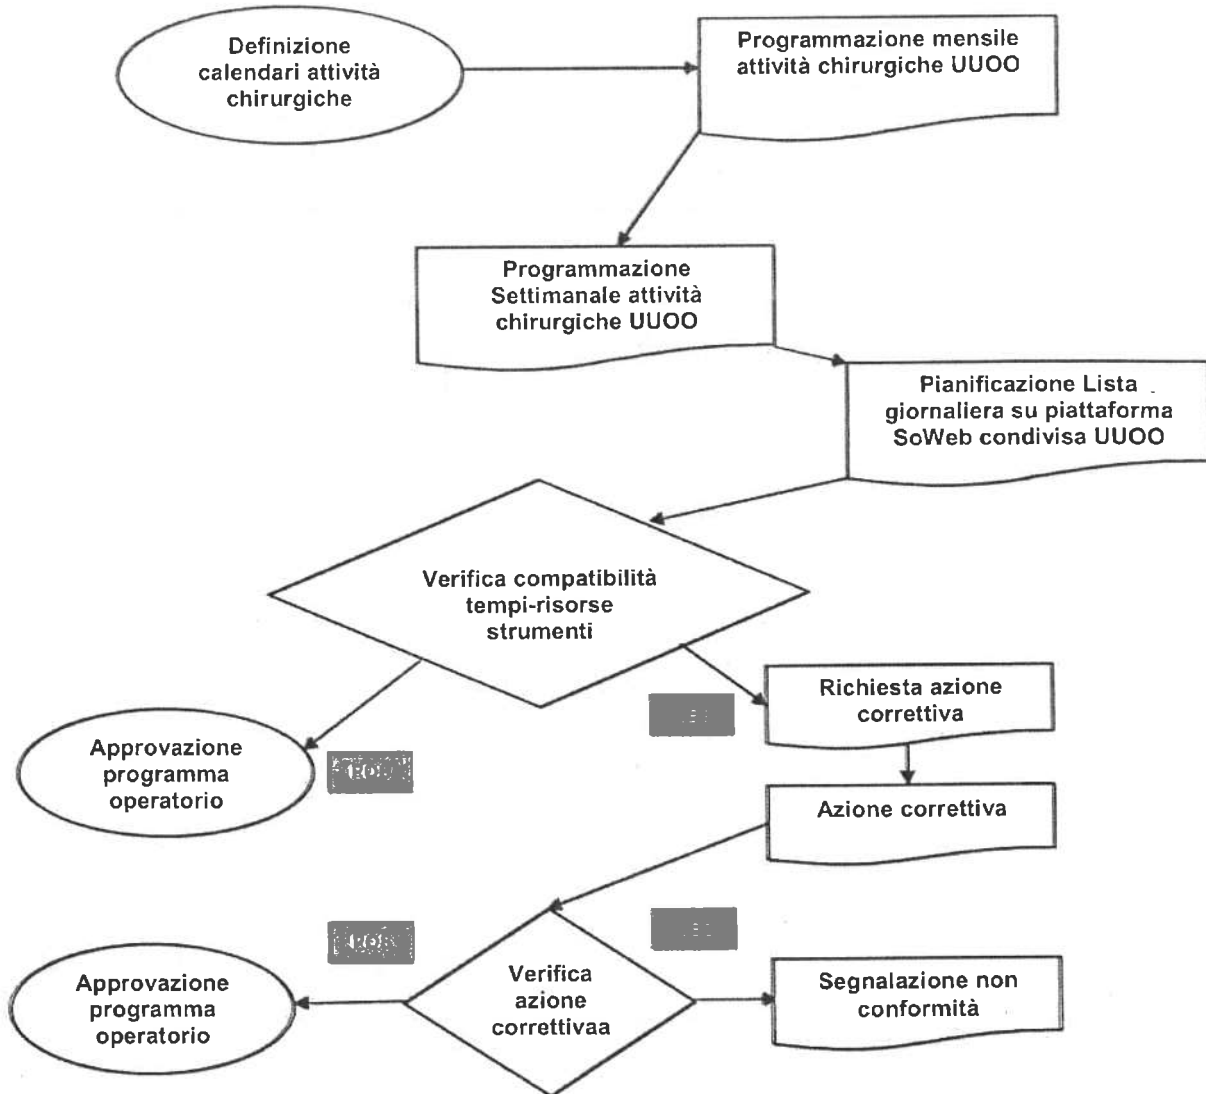 Definizione
calendari attività
chirurgiche
Programmazione mensile
attività chirurgiche UUOO
Programmazione
Settimanale attività
chirurgiche UUOO
Pianificazione Lista
giornaliera su piattaforma
SoWeb condivisa UUOO
Verifica compatibilità
tempi-risorse
strumenti
Richiesta azione
correttiva
Approvazione
programma
operatorio
Azione correttiva
Verifica
azione
correttivaa
Approvazione
programma
operatorio
Segnalazione non
conformità